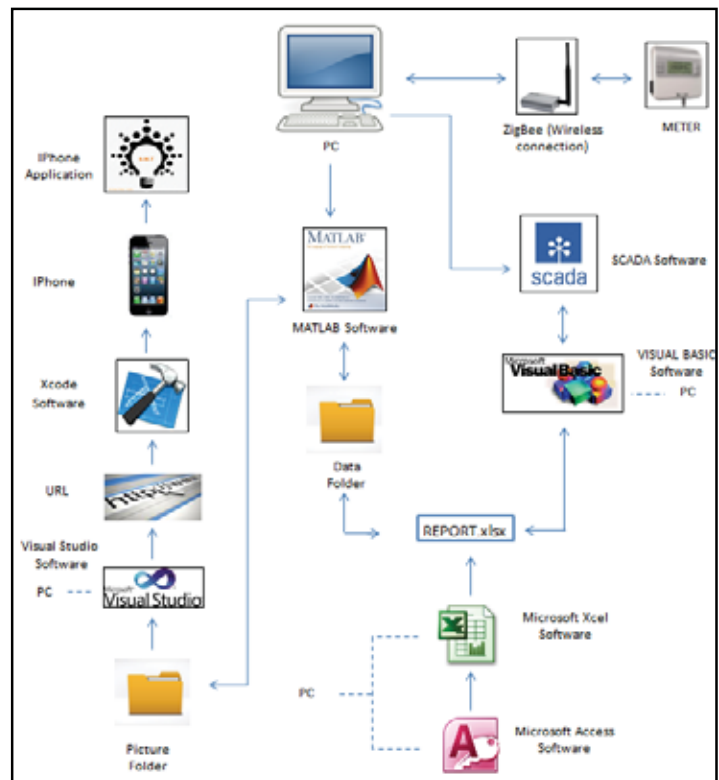 PC
ZigBee (Wireless
connection)
METER
IPhone
Application
IPhone
MATLAB
MATLAB Software
scada
SCADA Software
Microsoft
Visual Basic
VISUAL BASIC
Software
PC
Xcode
Software
URL
http://
Data
Folder
REPORT.xlsx
Visual Studio
Software
PC
Microsoft
Visual Studio
Microsoft Xcel
Software
PC
Picture
Folder
A
Microsoft Access
Software